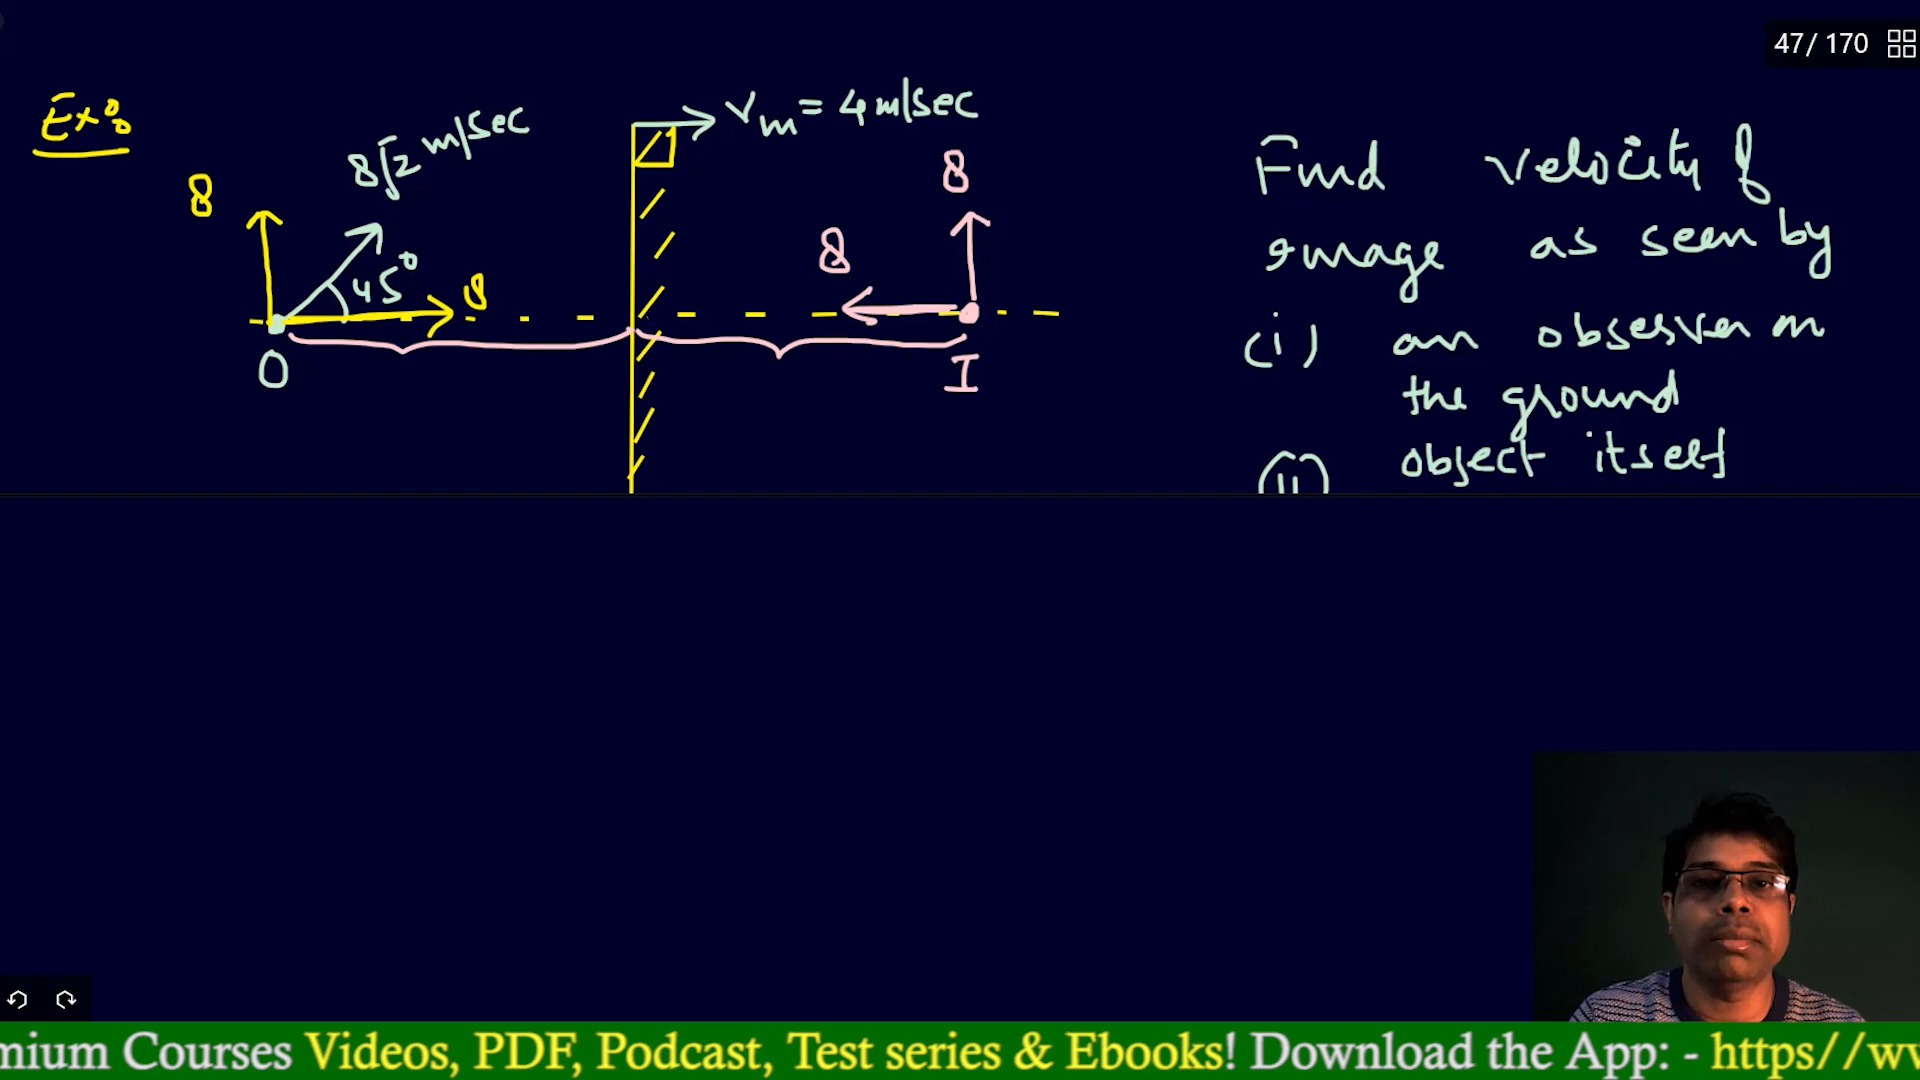 47/ 170
Ex:
8√2 m/sec
Vm = 4 m/sec
8
8
8
45°
8
O
I
Find velocity of
image as seen by
(i) an observer on
the ground
(ii) object itself
mium Courses Videos, PDF, Podcast, Test series & Ebooks! Download the App: - https//wv